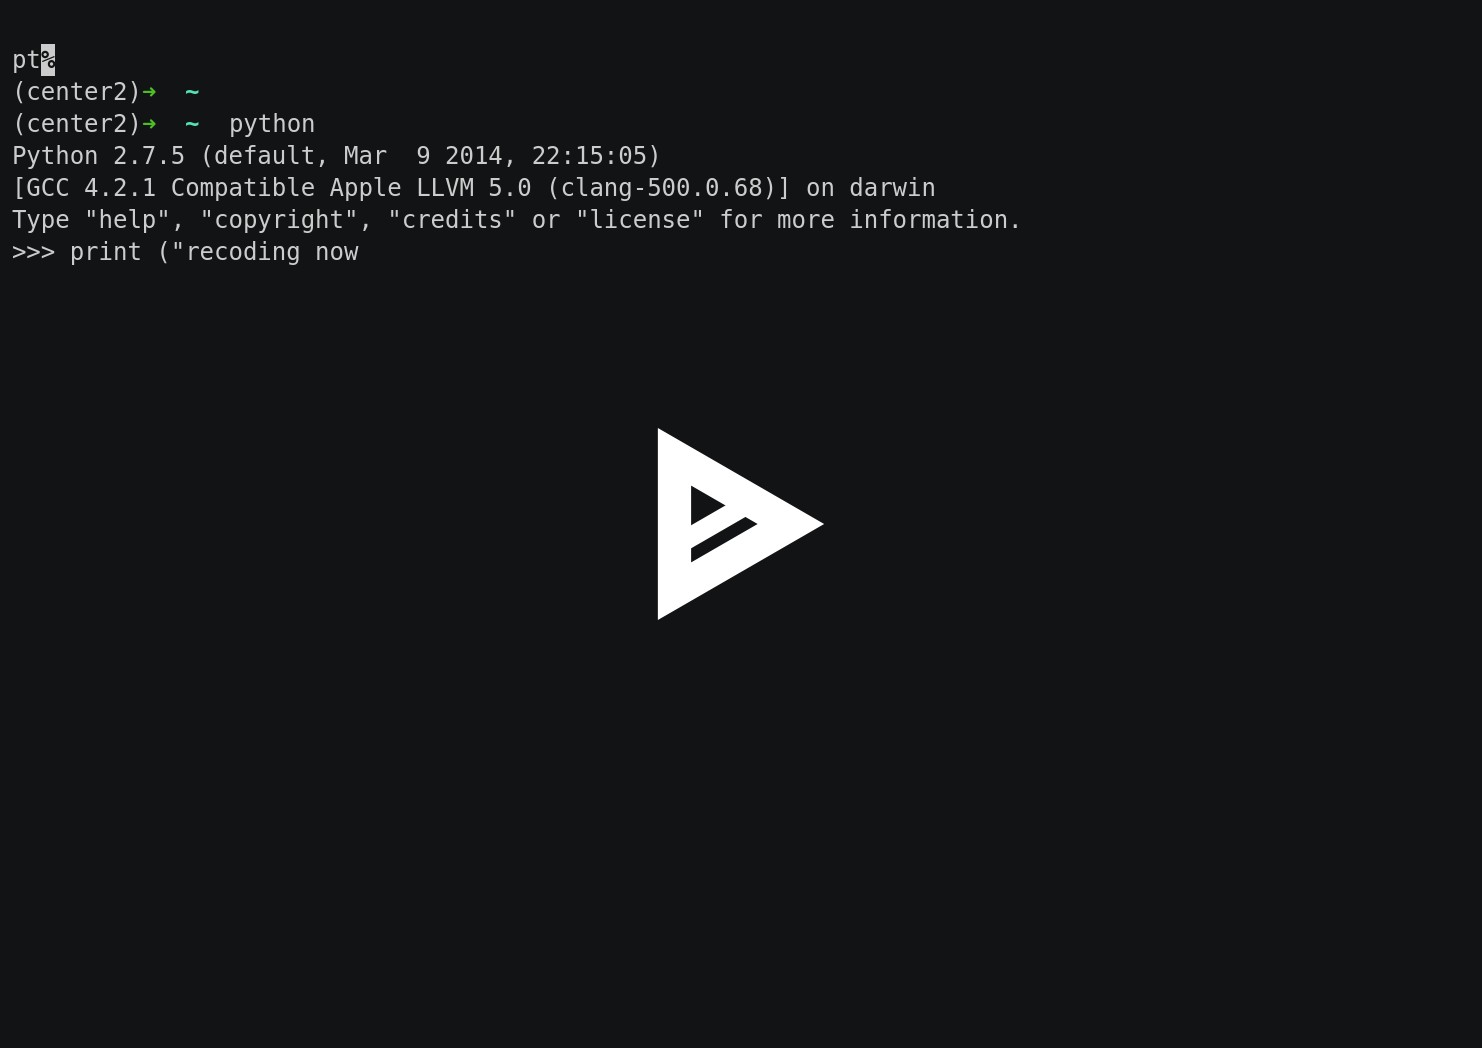 pt%
(center2)➜  ~
(center2)➜  ~  python
Python 2.7.5 (default, Mar  9 2014, 22:15:05)
[GCC 4.2.1 Compatible Apple LLVM 5.0 (clang-500.0.68)] on darwin
Type "help", "copyright", "credits" or "license" for more information.
>>> print ("recoding now